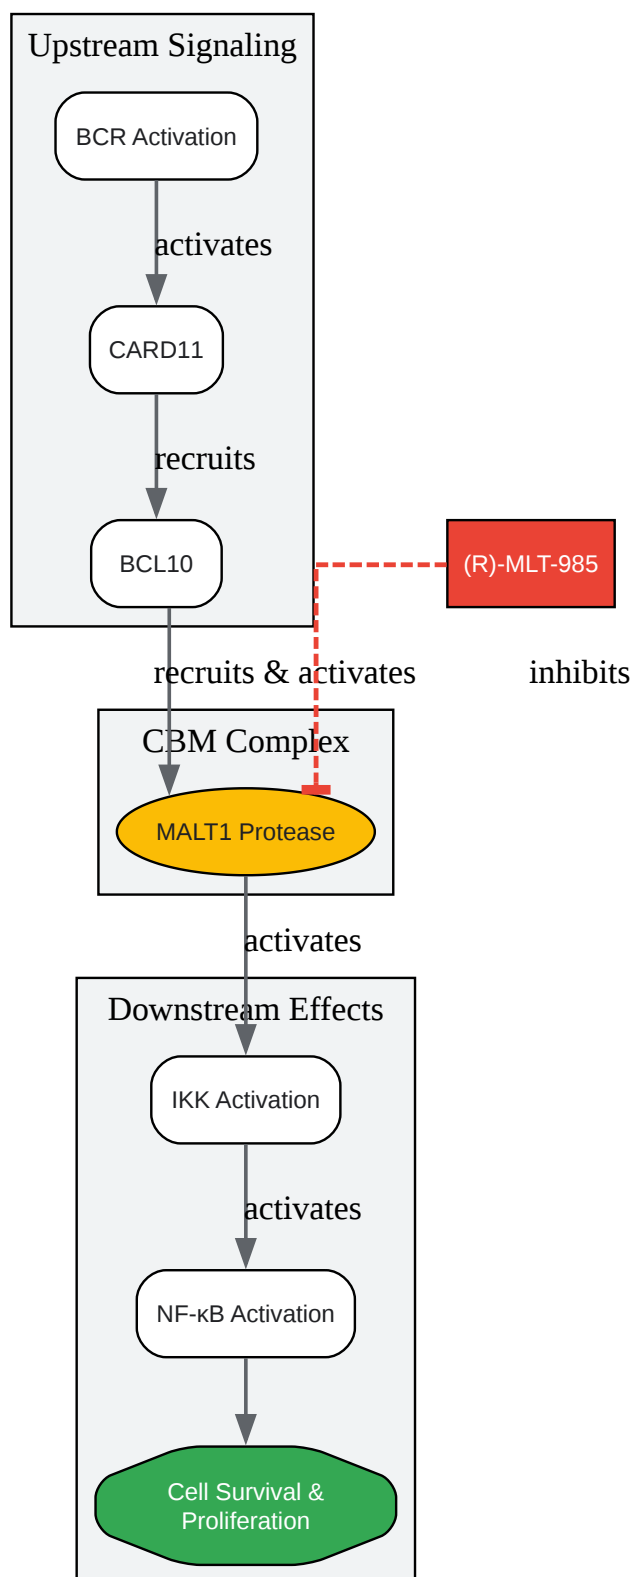 Upstream Signaling
BCR Activation
activates
CARD11
recruits
BCL10
(R)-MLT-985
recruits & activates
inhibits
CBM Complex
MALT1 Protease
activates
Downstream Effects
IKK Activation
activates
NF-κB Activation
Cell Survival &
Proliferation